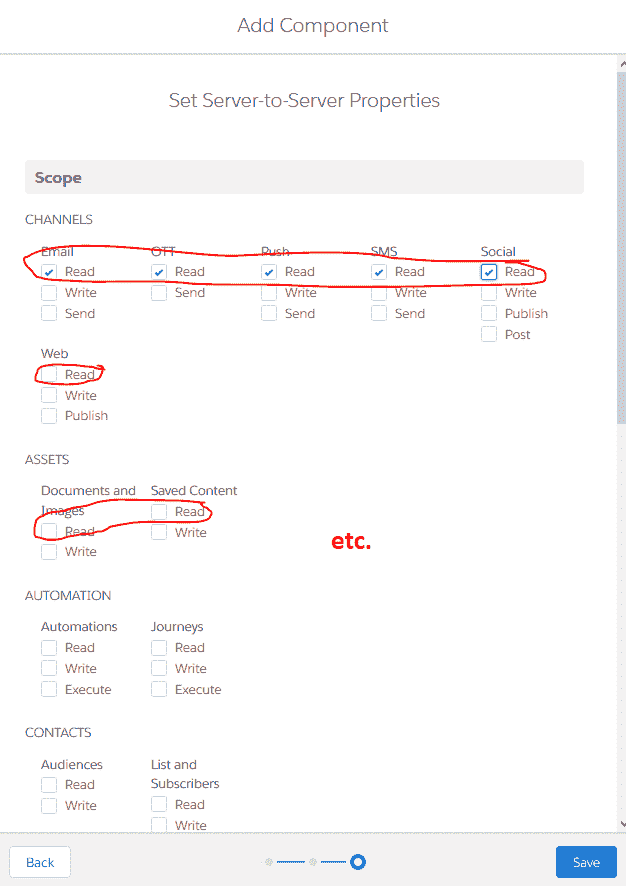 Add Component
Set Server-to-Server Properties
Scope
CHANNELS
Email OTT Push SMS Social
Read Read Read Read Read
Write Send Write Write Write
Send Send Send Publish
Post
Web
Read
Write
Publish
ASSETS
Documents and Saved Content
Images Read
Read Write
Write
etc.
AUTOMATION
Automations Journeys
Read Read
Write Write
Execute Execute
CONTACTS
Audiences List and
Read Subscribers
Write Read
Write
Back Save